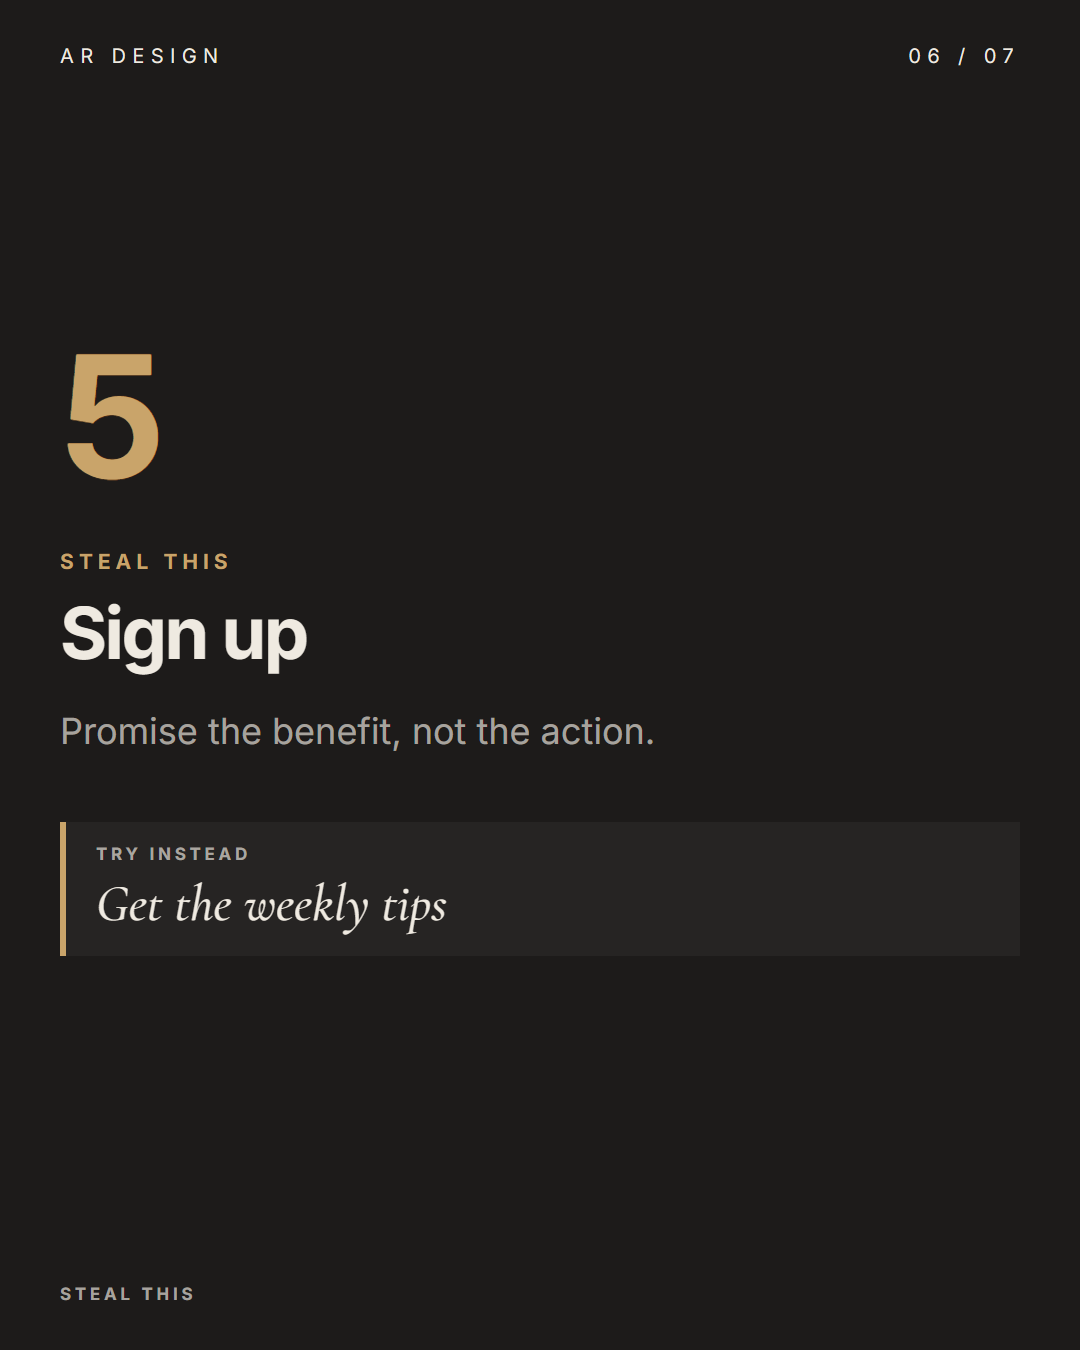 AR DESIGN
06 / 07
5
STEAL THIS
Sign up
Promise the benefit, not the action.
TRY INSTEAD
Get the weekly tips
STEAL THIS